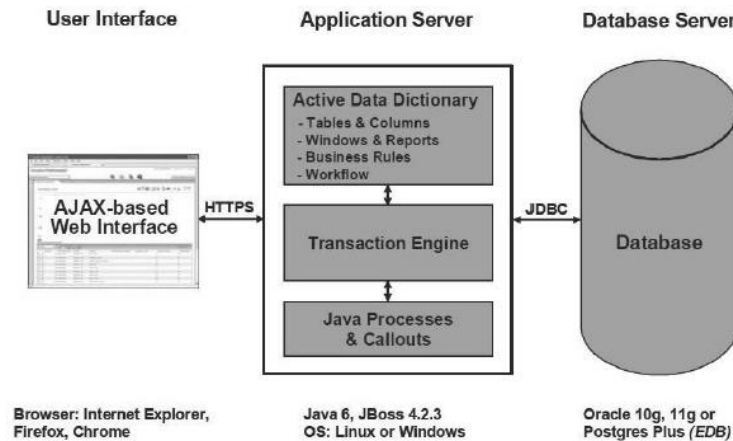 User Interface
Application Server
Database Server
Active Data Dictionary
- Tables & Columns
- Windows & Reports
- Business Rules
- Workflow
AJAX-based
Web Interface
HTTPS
Transaction Engine
JDBC
Database
Java Processes
& Callouts
Browser: Internet Explorer,
Firefox, Chrome
Java 6, JBoss 4.2.3
OS: Linux or Windows
Oracle 10g, 11g or
Postgres Plus (EDB)